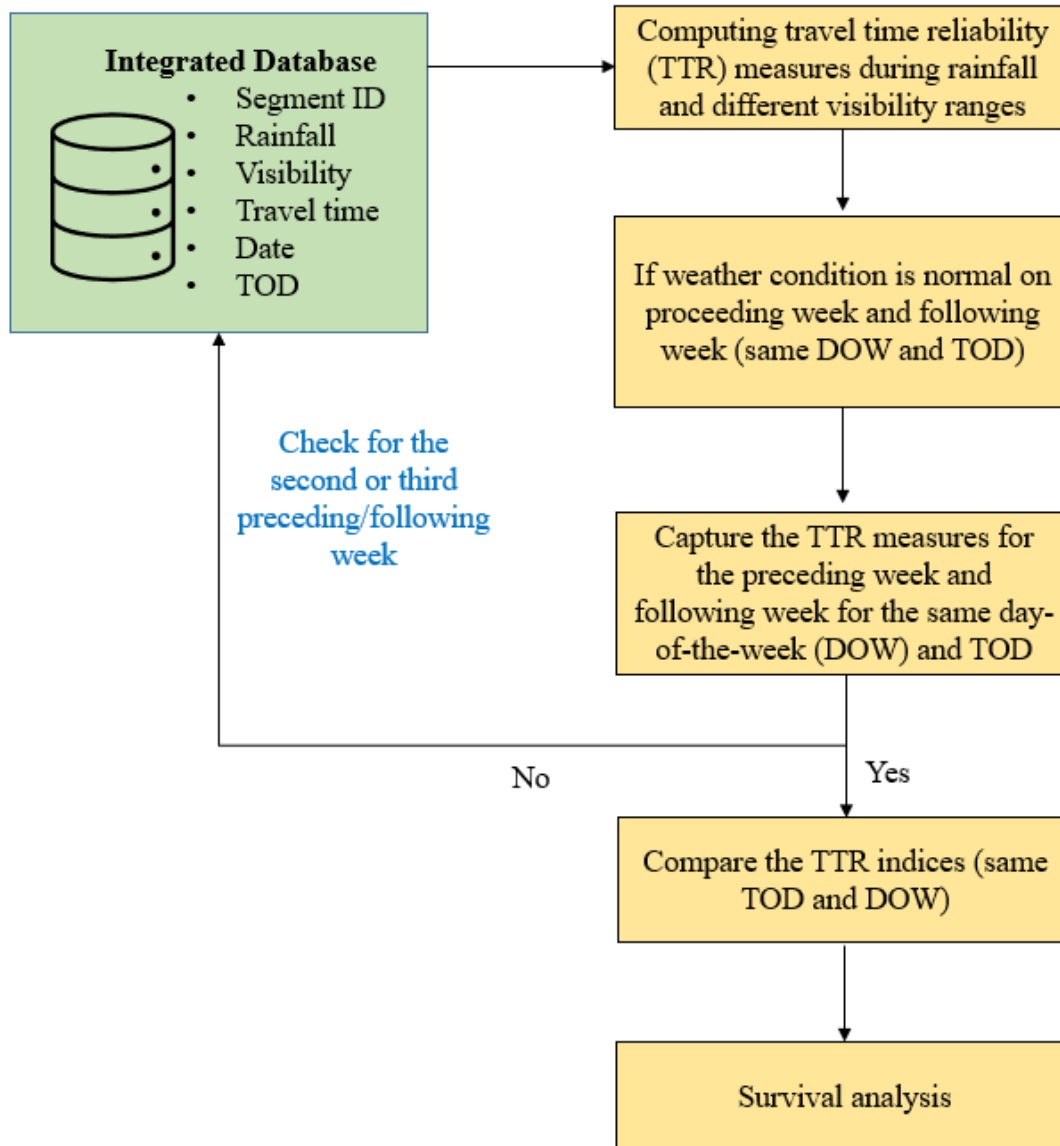 Integrated Database
• Segment ID
• Rainfall
• Visibility
• Travel time
• Date
• TOD
Computing travel time reliability
(TTR) measures during rainfall
and different visibility ranges
If weather condition is normal on
proceeding week and following
week (same DOW and TOD)
Check for the
second or third
preceding/following
week
Capture the TTR measures for
the preceding week and
following week for the same day-
of-the-week (DOW) and TOD
No
Yes
Compare the TTR indices (same
TOD and DOW)
Survival analysis